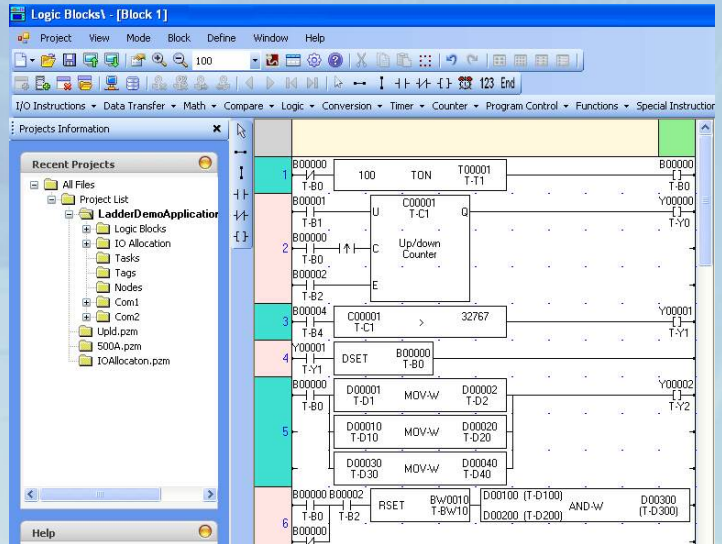 Logic Blocks\ - [Block 1]
Project View Mode Block Define Window Help
100
123 End
I/O Instructions Data Transfer Math Compare Logic Conversion Timer Counter Program Control Functions Special Instruction
Projects Information
Recent Projects
All Files
Project List
LadderDemoApplication
Logic Blocks
IO Allocation
Tasks
Tags
Nodes
Com1
Com2
Upld.pzm
500A.pzm
IOAllocaton.pzm
Help
1
B00000
T-B0
100 TON T00001
T-T1
B00000
T-B0
2
B00001
T-B1
B00000
T-B0
B00002
T-B2
C00001
T-C1
U Q
C Up/down
Counter
E
Y00000
T-Y0
3
B00004
T-B4
C00001 > 32767
T-C1
Y00001
T-Y1
4
Y00001
T-Y1
DSET B00000
T-B0
5
B00000
T-B0
D00001 MOV-W D00002
T-D1 T-D2
Y00002
T-Y2
D00010 MOV-W D00020
T-D10 T-D20
D00030 MOV-W D00040
T-D30 T-D40
6
B00000 B00002
T-B0 T-B2
RSET BW0010
T-BW10
D00100 (T-D100)
AND-W
D00200 (T-D200)
D00300
(T-D300)
B00000